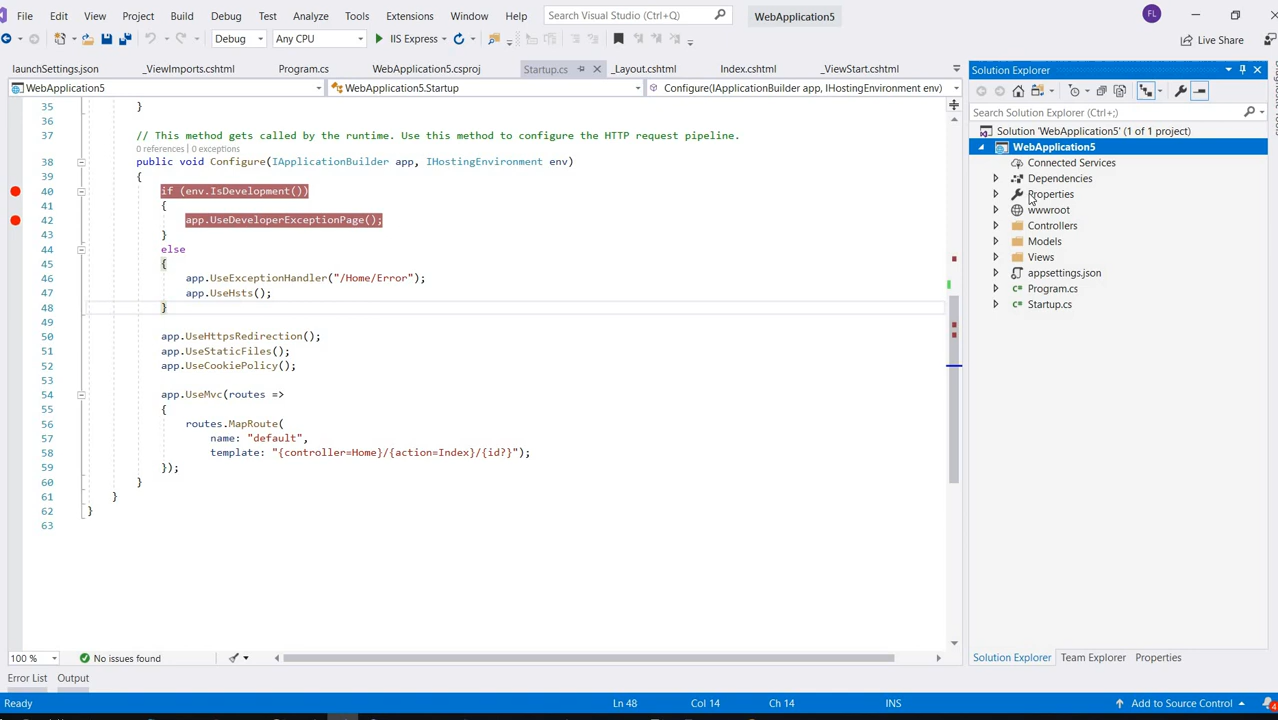 File Edit View Project Build Debug Test Analyze Tools Extensions Window Help Search Visual Studio (Ctrl+Q) WebApplication5 FL
Debug Any CPU IIS Express Live Share
launchSettings.json _ViewImports.cshtml Program.cs WebApplication5.csproj Startup.cs _Layout.cshtml Index.cshtml _ViewStart.cshtml
WebApplication5 WebApplication5.Startup Configure(IApplicationBuilder app, IHostingEnvironment env)
35 }
36
37 // This method gets called by the runtime. Use this method to configure the HTTP request pipeline.
0 references | 0 exceptions
38 public void Configure(IApplicationBuilder app, IHostingEnvironment env)
39 {
40 if (env.IsDevelopment())
41 {
42 app.UseDeveloperExceptionPage();
43 }
44 else
45 {
46 app.UseExceptionHandler("/Home/Error");
47 app.UseHsts();
48 }
49
50 app.UseHttpsRedirection();
51 app.UseStaticFiles();
52 app.UseCookiePolicy();
53
54 app.UseMvc(routes =>
55 {
56 routes.MapRoute(
57 name: "default",
58 template: "{controller=Home}/{action=Index}/{id?}");
59 });
60 }
61 }
62 }
63
100 % No issues found
Solution Explorer
Search Solution Explorer (Ctrl+;)
Solution 'WebApplication5' (1 of 1 project)
WebApplication5
Connected Services
Dependencies
Properties
wwwroot
Controllers
Models
Views
appsettings.json
Program.cs
Startup.cs
Solution Explorer Team Explorer Properties
Error List Output
Ready Ln 48 Col 14 Ch 14 INS Add to Source Control 4